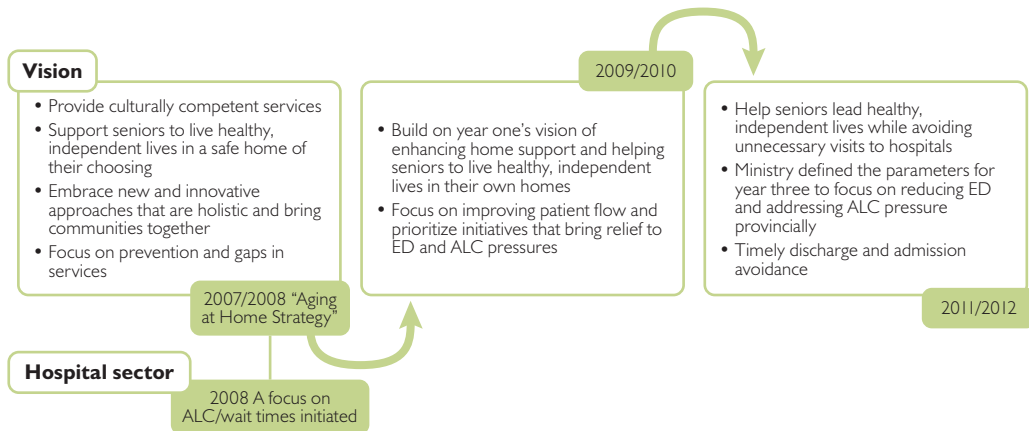 Vision
• Provide culturally competent services
• Support seniors to live healthy,
independent lives in a safe home of
their choosing
• Embrace new and innovative
approaches that are holistic and bring
communities together
• Focus on prevention and gaps in
services
2007/2008 “Aging
at Home Strategy”
Hospital sector
2008 A focus on
ALC/wait times initiated
2009/2010
• Build on year one’s vision of
enhancing home support and helping
seniors to live healthy, independent
lives in their own homes
• Focus on improving patient flow and
prioritize initiatives that bring relief to
ED and ALC pressures
• Help seniors lead healthy,
independent lives while avoiding
unnecessary visits to hospitals
• Ministry defined the parameters for
year three to focus on reducing ED
and addressing ALC pressure
provincially
• Timely discharge and admission
avoidance
2011/2012